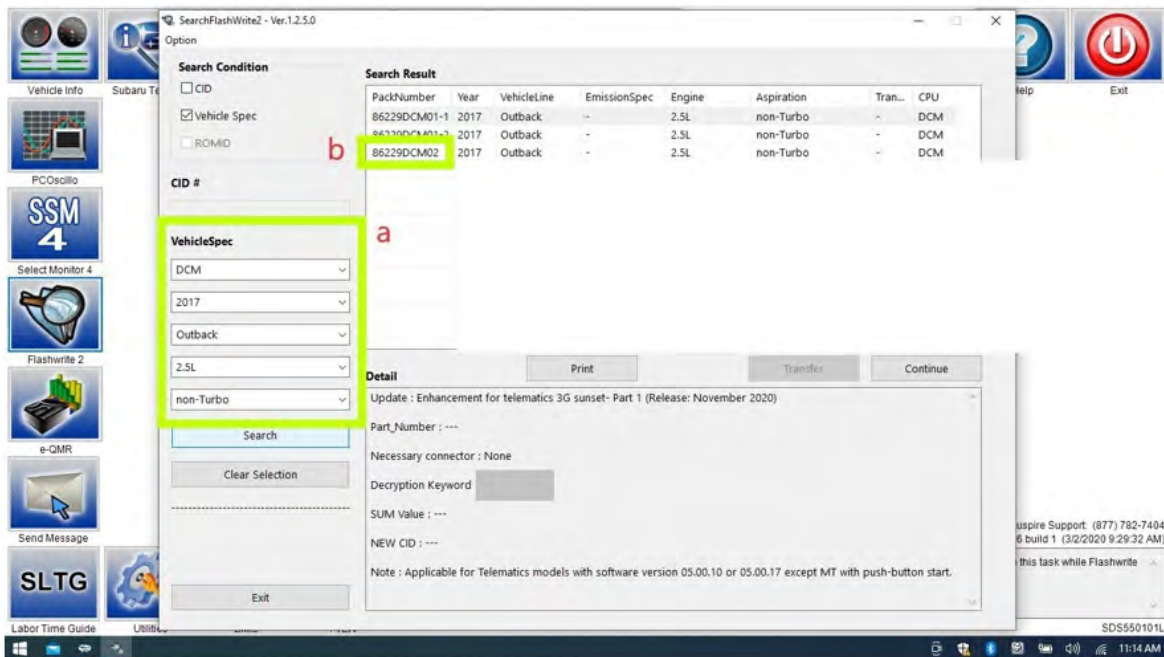 SearchFlashWrite2 - Ver.1.2.5.0
Option
Search Condition
CID
Vehicle Spec
ROMID
CID #
VehicleSpec
DCM
2017
Outback
2.5L
non-Turbo
Search
Clear Selection
Exit
b
a
Search Result
PackNumber Year VehicleLine EmissionSpec Engine Aspiration Tran... CPU
86229DCM01-1 2017 Outback - 2.5L non-Turbo - DCM
2017 Outback - 2.5L non-Turbo - DCM
86229DCM02 2017 Outback - 2.5L non-Turbo - DCM
Print
Transfer
Continue
Detail
Update : Enhancement for telematics 3G sunset- Part 1 (Release: November 2020)
Part_Number : ---
Necessary connector : None
Decryption Keyword
SUM Value : ---
NEW CID : ---
Note : Applicable for Telematics models with software version 05.00.10 or 05.00.17 except MT with push-button start.
Vehicle Info
Subaru Te
PCOscillo
SSM
4
Select Monitor 4
Flashwrite 2
e-QMR
Send Message
SLTG
Labor Time Guide
Utilitie
Help
Exit
uspire Support (877) 782-7404
6 build 1 (3/2/2020 9:29:32 AM)
this task while Flashwrite
SDS550101L
11:14 AM